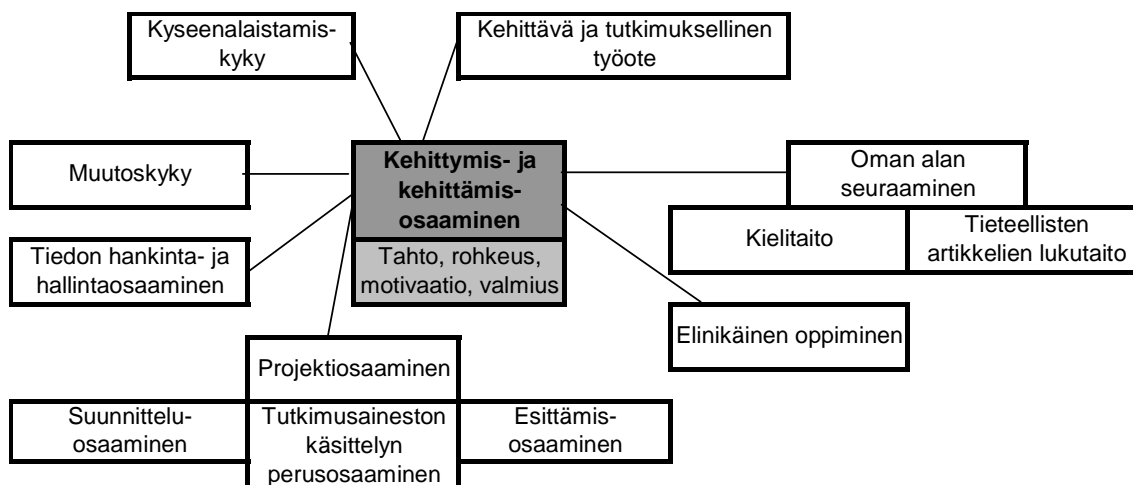 Kyseenalaistamis-
kyky
Kehittävä ja tutkimuksellinen
työote
Muutoskyky
Kehittymis- ja
kehittämis-
osaaminen
Oman alan
seuraaminen
Kielitaito
Tieteellisten
artikkelien lukutaito
Tiedon hankinta- ja
hallintaosaaminen
Tahto, rohkeus,
motivaatio, valmius
Elinikäinen oppiminen
Projektiosaaminen
Suunnittelu-
osaaminen
Tutkimusaineston
käsittelyn
perusosaaminen
Esittämis-
osaaminen